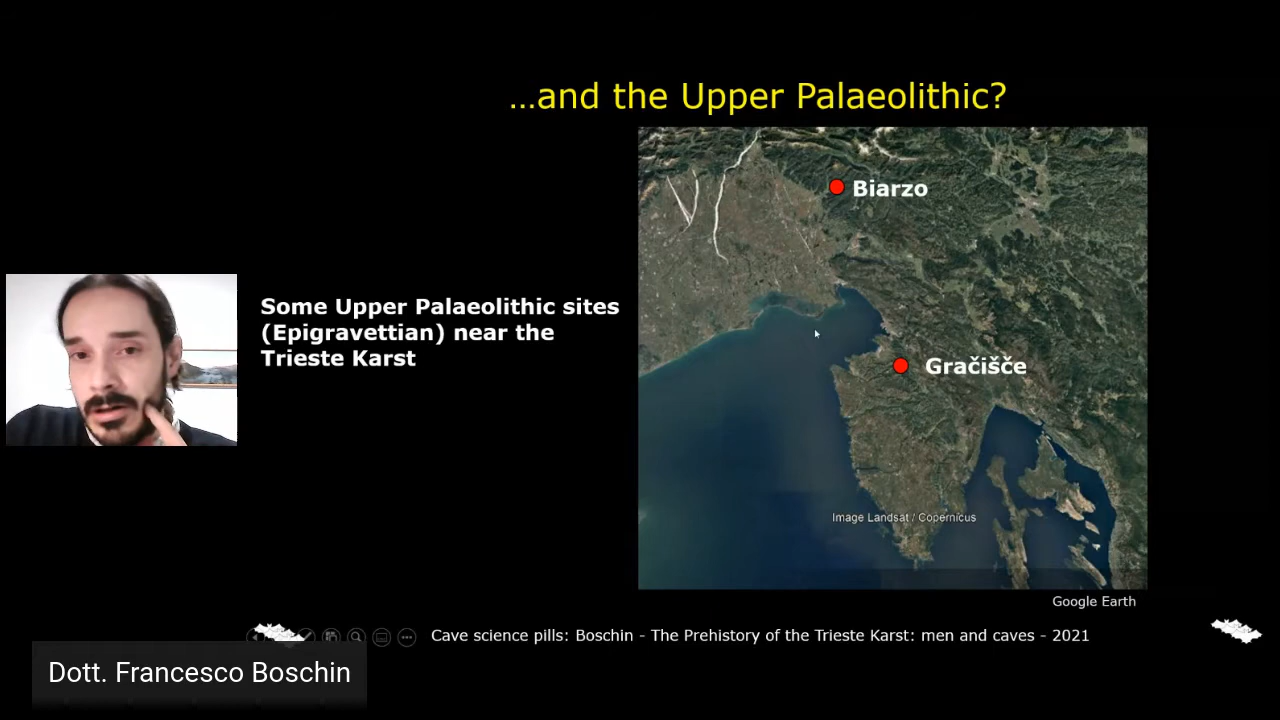 …and the Upper Palaeolithic?
Biarzo
Some Upper Palaeolithic sites
(Epigravettian) near the
Trieste Karst
Gračišče
Image Landsat / Copernicus
Google Earth
Cave science pills: Boschin - The Prehistory of the Trieste Karst: men and caves - 2021
Dott. Francesco Boschin